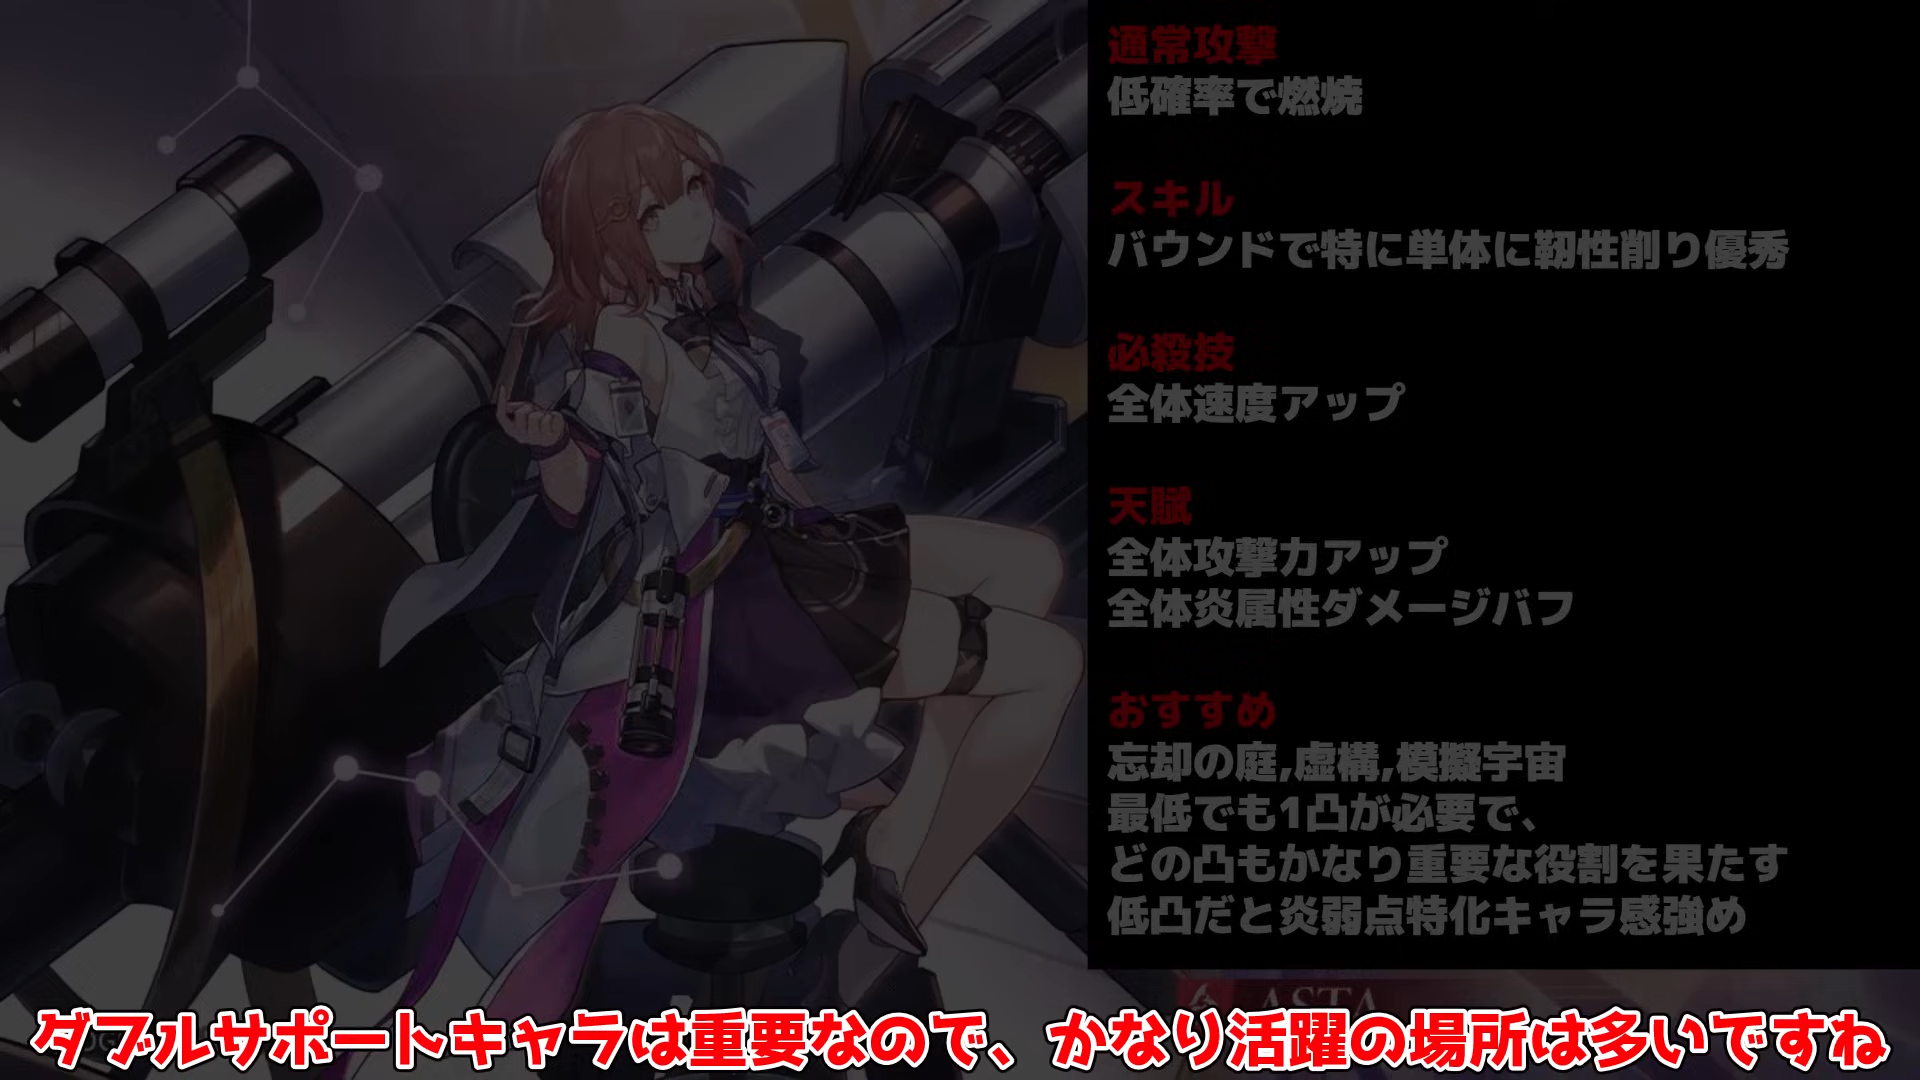 通常攻撃
低確率で燃焼
スキル
バウンドで特に単体に靭性削り優秀
必殺技
全体速度アップ
天賦
全体攻撃力アップ
全体炎属性ダメージバフ
おすすめ
忘却の庭,虚構,模擬宇宙
最低でも1凸が必要で、
どの凸もかなり重要な役割を果たす
低凸だと炎弱点特化キャラ感強め
ASTA
ダブルサポートキャラは重要なので、かなり活躍の場所は多いですね